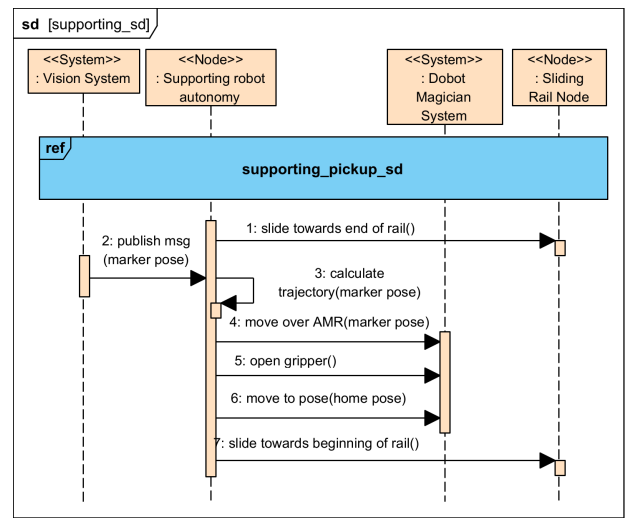 sd [supporting_sd]
<<System>>
: Vision System
<<Node>>
: Supporting robot
autonomy
<<System>>
: Dobot
Magician
System
<<Node>>
: Sliding
Rail Node
ref
supporting_pickup_sd
1: slide towards end of rail()
2: publish msg
(marker pose)
3: calculate
trajectory(marker pose)
4: move over AMR(marker pose)
5: open gripper()
6: move to pose(home pose)
7: slide towards beginning of rail()